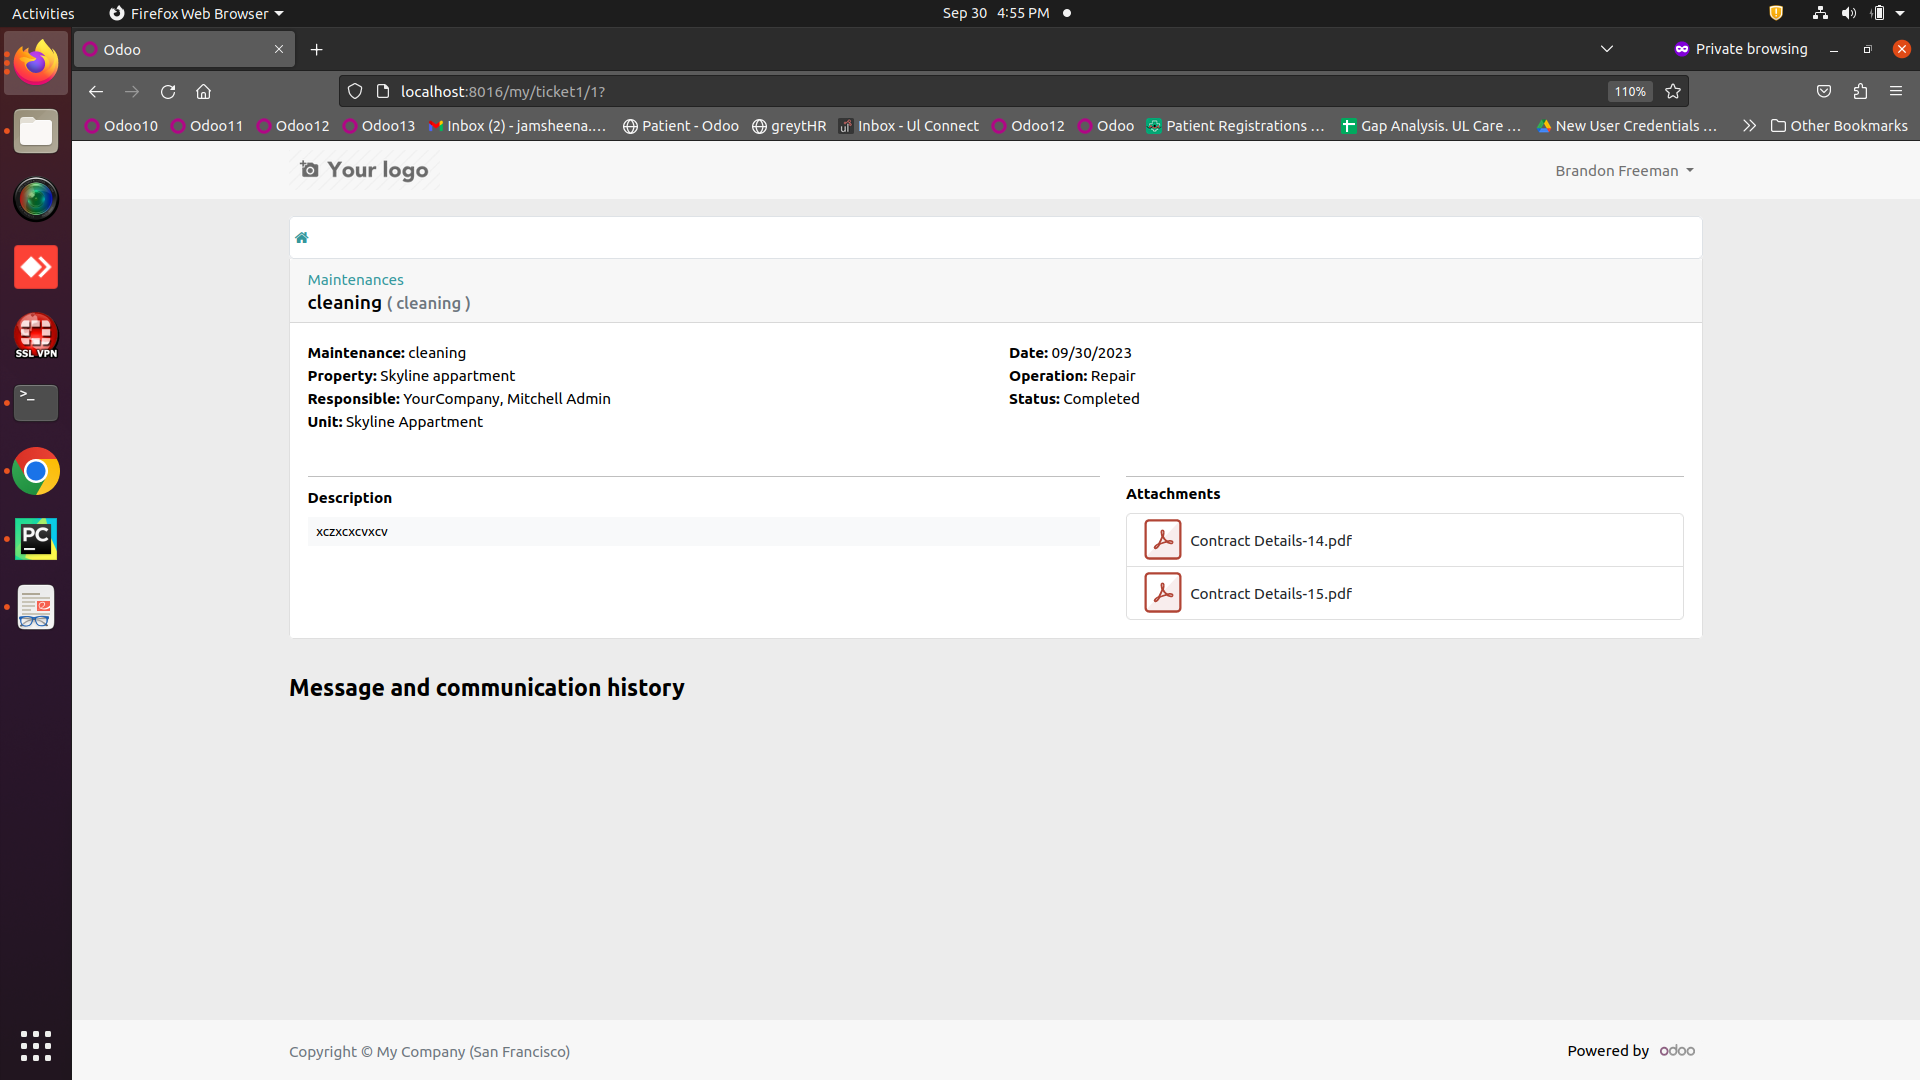 Activities
Firefox Web Browser
Sep 30 4:55 PM
Odoo
Private browsing
localhost:8016/my/ticket1/1?
110%
Odoo10
Odoo11
Odoo12
Odoo13
Inbox (2) - jamsheena....
Patient - Odoo
greytHR
Inbox - Ul Connect
Odoo12
Odoo
Patient Registrations ...
Gap Analysis. UL Care ...
New User Credentials ...
Other Bookmarks
Your logo
Brandon Freeman
SSL VPN
PC
Maintenances
cleaning ( cleaning )
Maintenance: cleaning
Property: Skyline appartment
Responsible: YourCompany, Mitchell Admin
Unit: Skyline Appartment
Date: 09/30/2023
Operation: Repair
Status: Completed
Description
xczxcxcvxcv
Attachments
Contract Details-14.pdf
Contract Details-15.pdf
Message and communication history
Copyright © My Company (San Francisco)
Powered by odoo